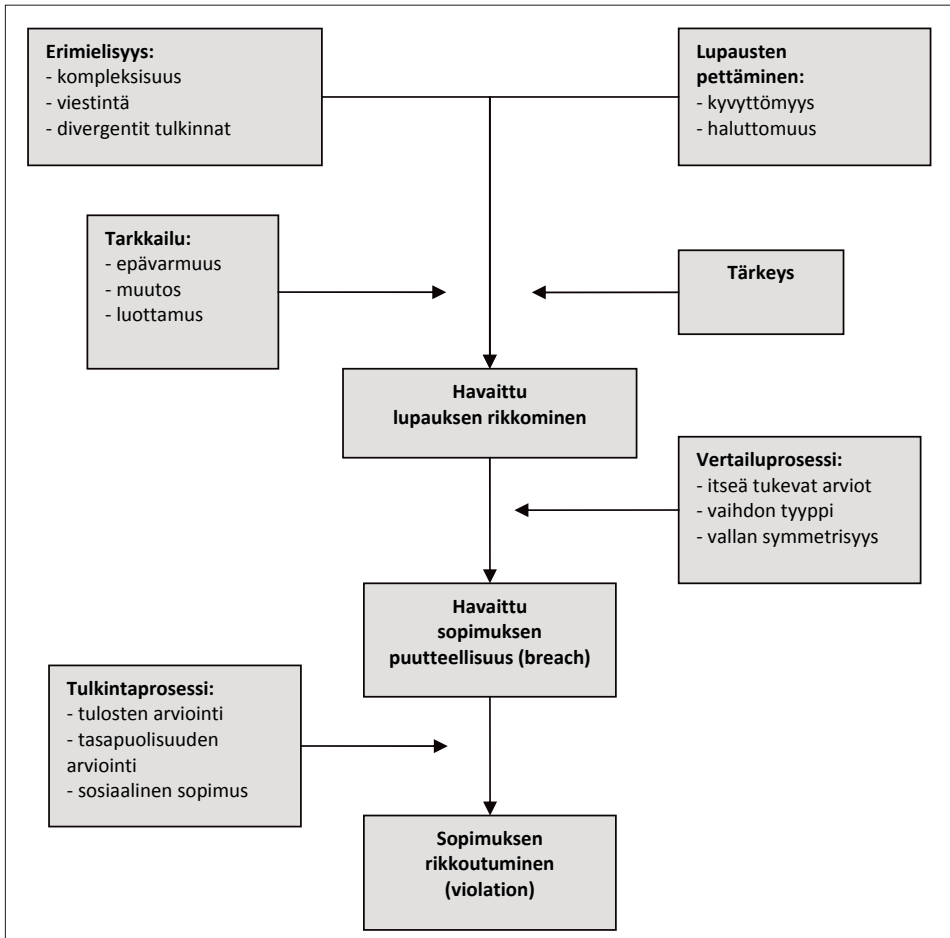 Erimielisyys:
- kompleksisuus
- viestintä
- divergentit tulkinnat
Lupausten
pettäminen:
- kyvyttömyys
- haluttomuus
Tarkkailu:
- epävarmuus
- muutos
- luottamus
Tärkeys
Havaittu
lupauksen rikkominen
Vertailuprosessi:
- itseä tukevat arviot
- vaihdon tyyppi
- vallan symmetrisyys
Havaittu
sopimuksen
puutteellisuus (breach)
Tulkintaprosessi:
- tulosten arviointi
- tasapuolisuuden
arviointi
- sosiaalinen sopimus
Sopimuksen
rikkoutuminen
(violation)